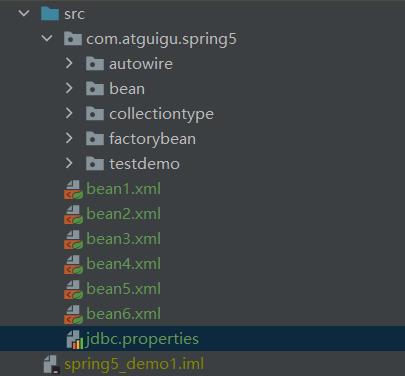 src
com.atguigu.spring5
autowire
bean
collectiontype
factorybean
testdemo
bean1.xml
bean2.xml
bean3.xml
bean4.xml
bean5.xml
bean6.xml
jdbc.properties
spring5_demo1.iml